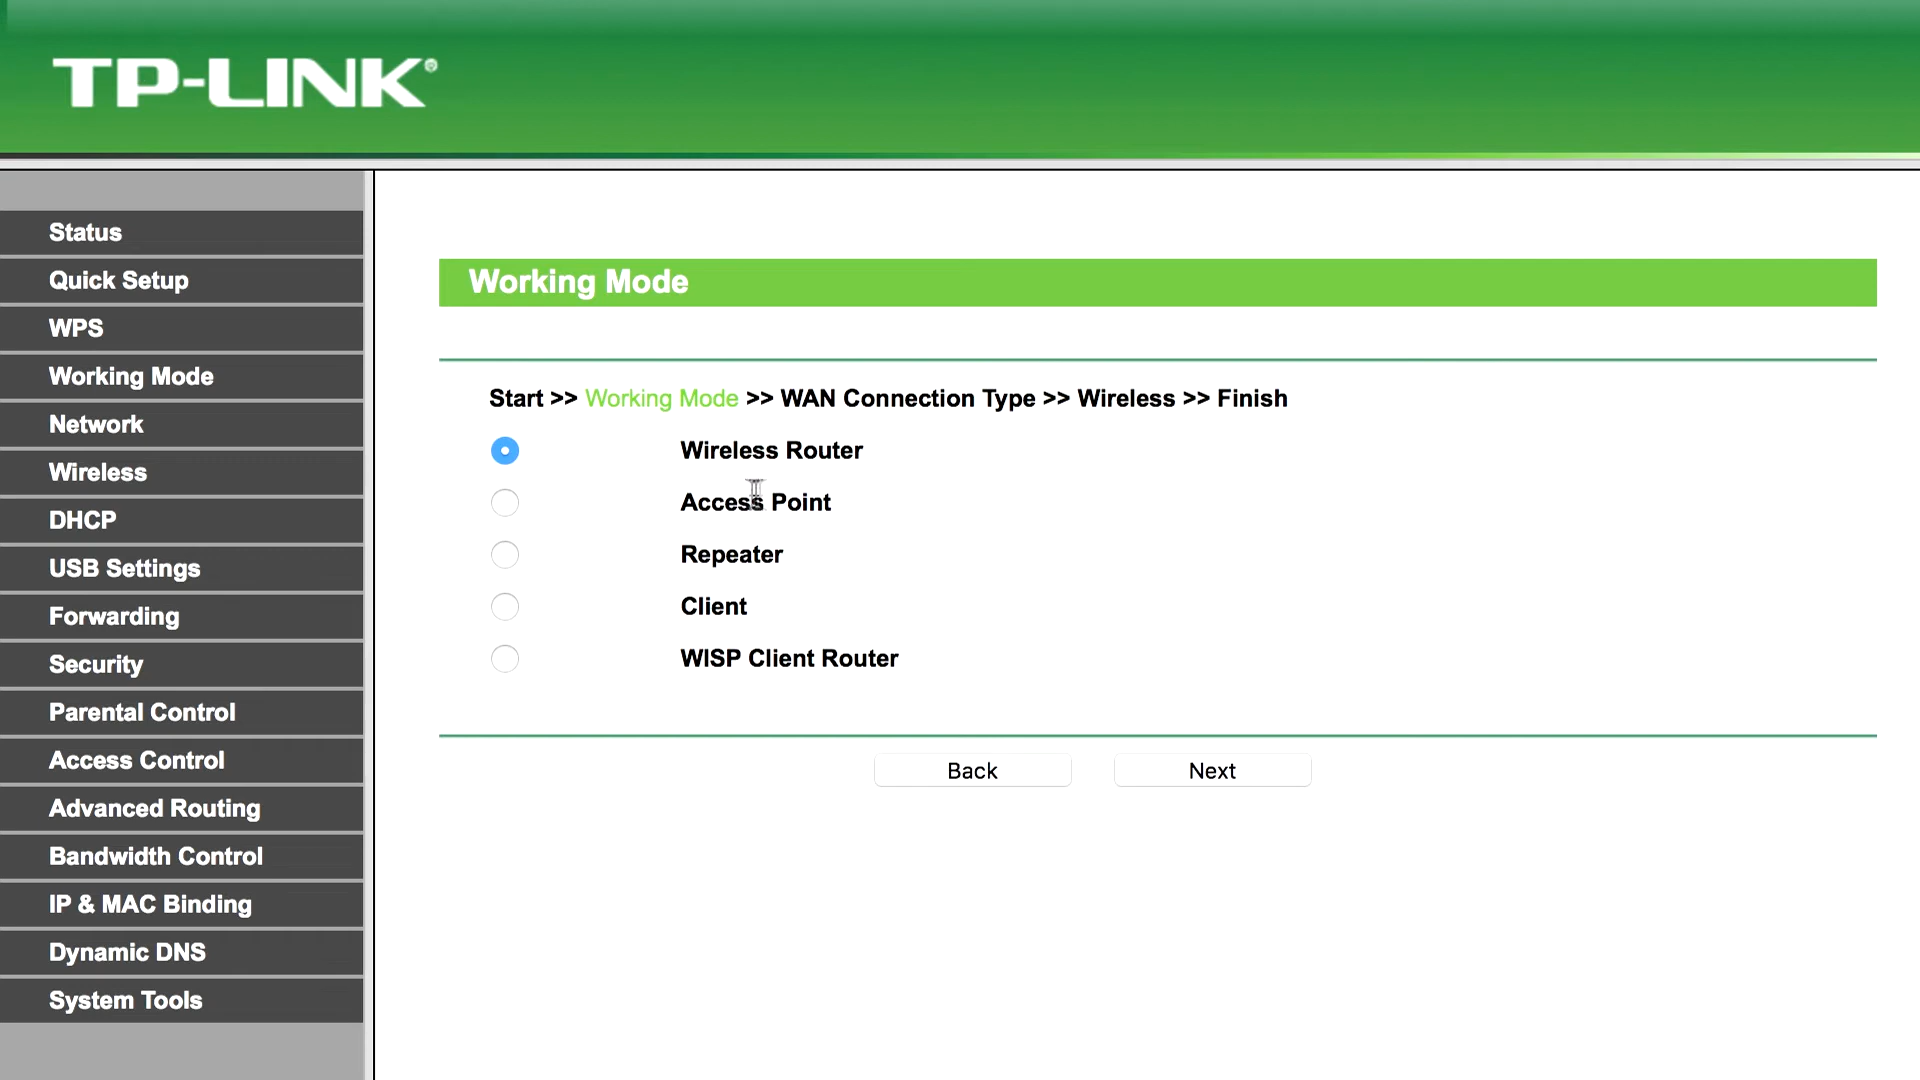 TP-LINK®
Status
Quick Setup
WPS
Working Mode
Network
Wireless
DHCP
USB Settings
Forwarding
Security
Parental Control
Access Control
Advanced Routing
Bandwidth Control
IP & MAC Binding
Dynamic DNS
System Tools
Working Mode
Start >> Working Mode >> WAN Connection Type >> Wireless >> Finish
Wireless Router
Access Point
Repeater
Client
WISP Client Router
Back Next